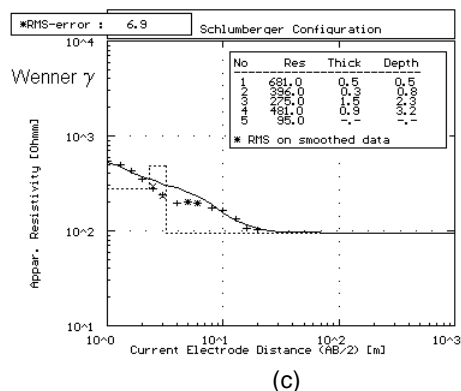 *RMS-error : 6.9
Schlumberger Configuration
Wenner γ
No Res Thick Depth
1 681.0 0.5 0.5
2 396.0 0.3 0.8
3 275.0 1.5 2.3
4 481.0 0.9 3.2
5 95.0 -.- -.-
* RMS on smoothed data
Appar. Resistivity [Ohmm]
10^4
10^3
10^2
10^1
10^0 10^1 10^2 10^3
Current Electrode Distance (AB/2) [m]
(c)